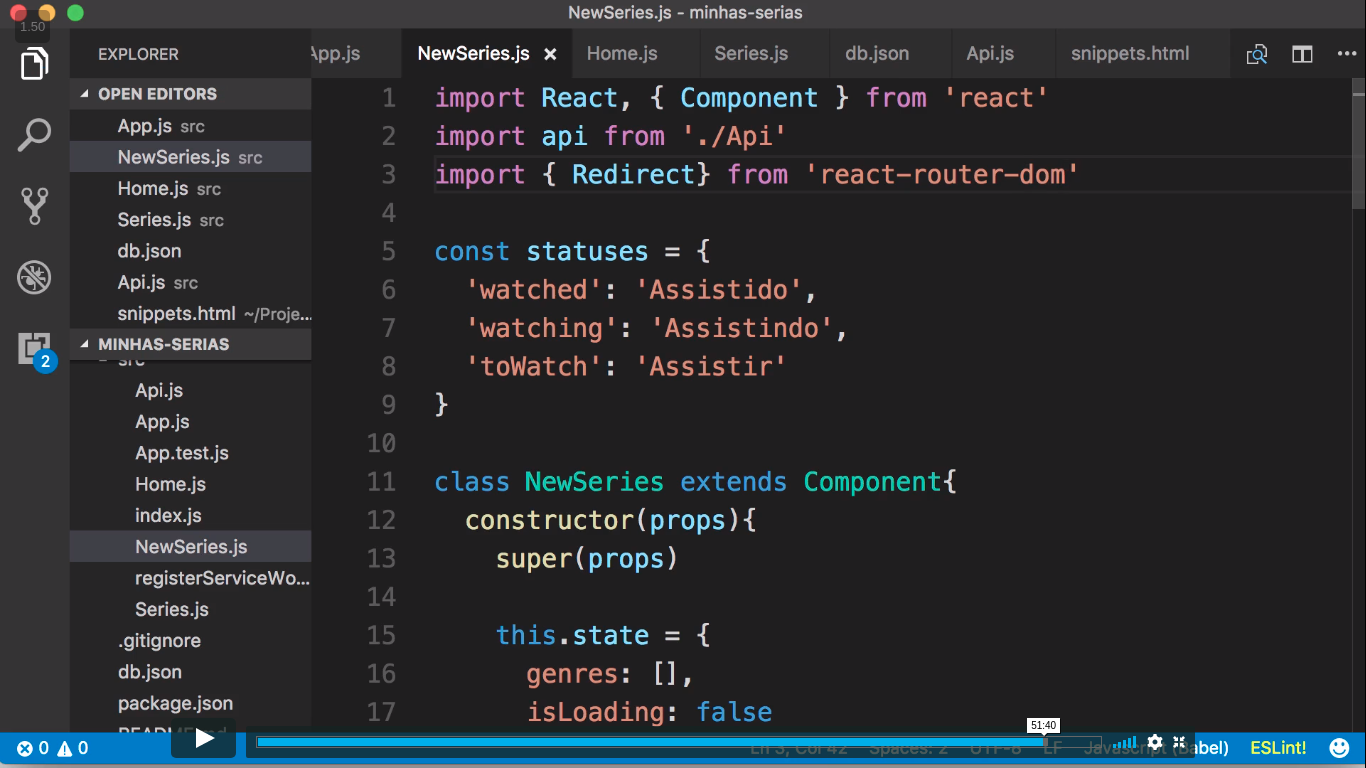 NewSeries.js - minhas-serias
1.50
EXPLORER
App.js
NewSeries.js ×
Home.js
Series.js
db.json
Api.js
snippets.html
OPEN EDITORS
App.js src
NewSeries.js src
Home.js src
Series.js src
db.json
Api.js src
snippets.html ~/Proje...
MINHAS-SERIAS
src
Api.js
App.js
App.test.js
Home.js
index.js
NewSeries.js
registerServiceWo...
Series.js
.gitignore
db.json
package.json
README.md
2
1 import React, { Component } from 'react'
2 import api from './Api'
3 import { Redirect} from 'react-router-dom'
4
5 const statuses = {
6 'watched': 'Assistido',
7 'watching': 'Assistindo',
8 'toWatch': 'Assistir'
9 }
10
11 class NewSeries extends Component{
12 constructor(props){
13 super(props)
14
15 this.state = {
16 genres: [],
17 isLoading: false
51:40
0 0 Ln 3, Col 42 Spaces: 2 UTF-8 LF Javascript (Babel) ESLint!